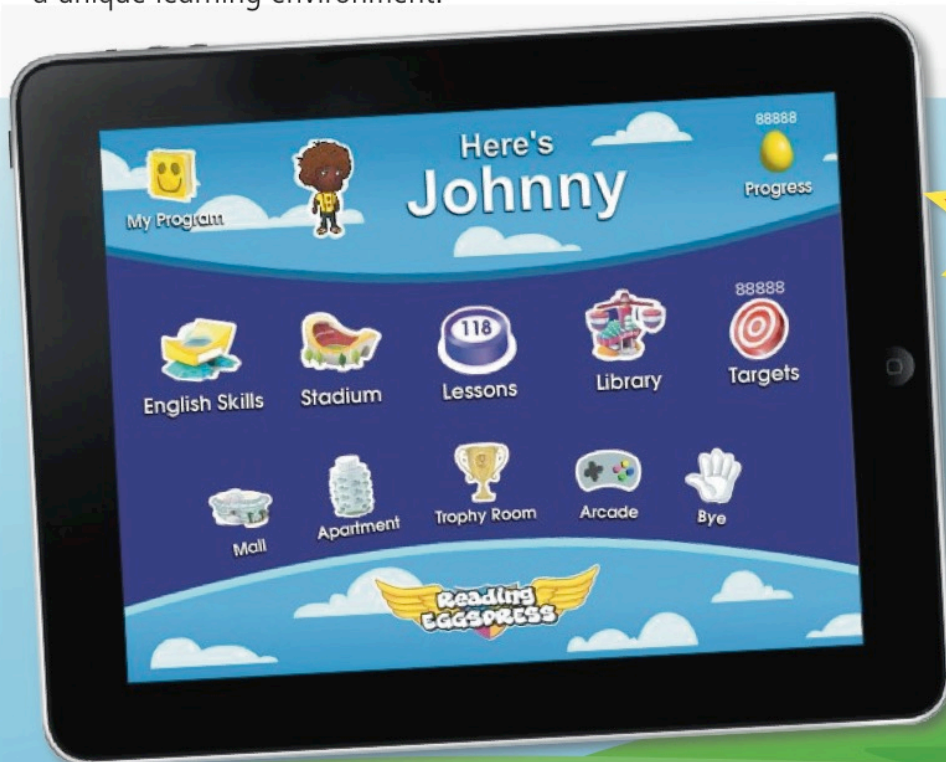 a unique learning environment.
Here's
Johnny
88888
My Program
Progress
88888
118
English Skills
Stadium
Lessons
Library
Targets
Mall
Apartment
Trophy Room
Arcade
Bye
Reading
EGGSPRESS